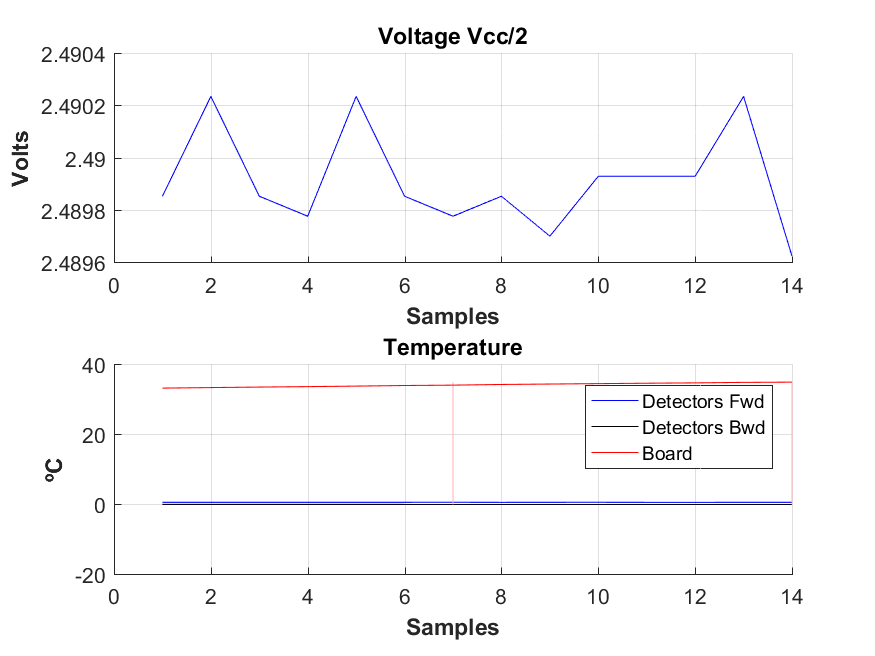 Voltage Vcc/2
2.4904
2.4902
2.49
2.4898
2.4896
Volts
0 2 4 6 8 10 12 14
Samples
Temperature
40
20
0
-20
ºC
Detectors Fwd
Detectors Bwd
Board
0 2 4 6 8 10 12 14
Samples